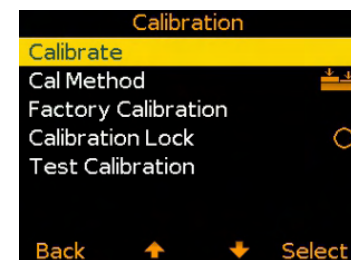 Calibration
Calibrate
Cal Method
Factory Calibration
Calibration Lock
Test Calibration
Back Select